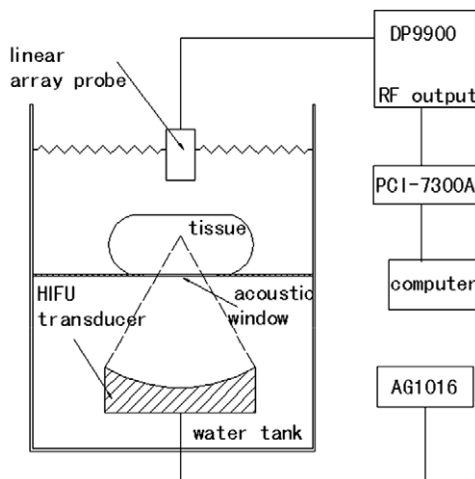 linear
array probe
DP9900
RF output
PCI-7300A
computer
tissue
HIFU
transducer
acoustic
window
AG1016
water tank